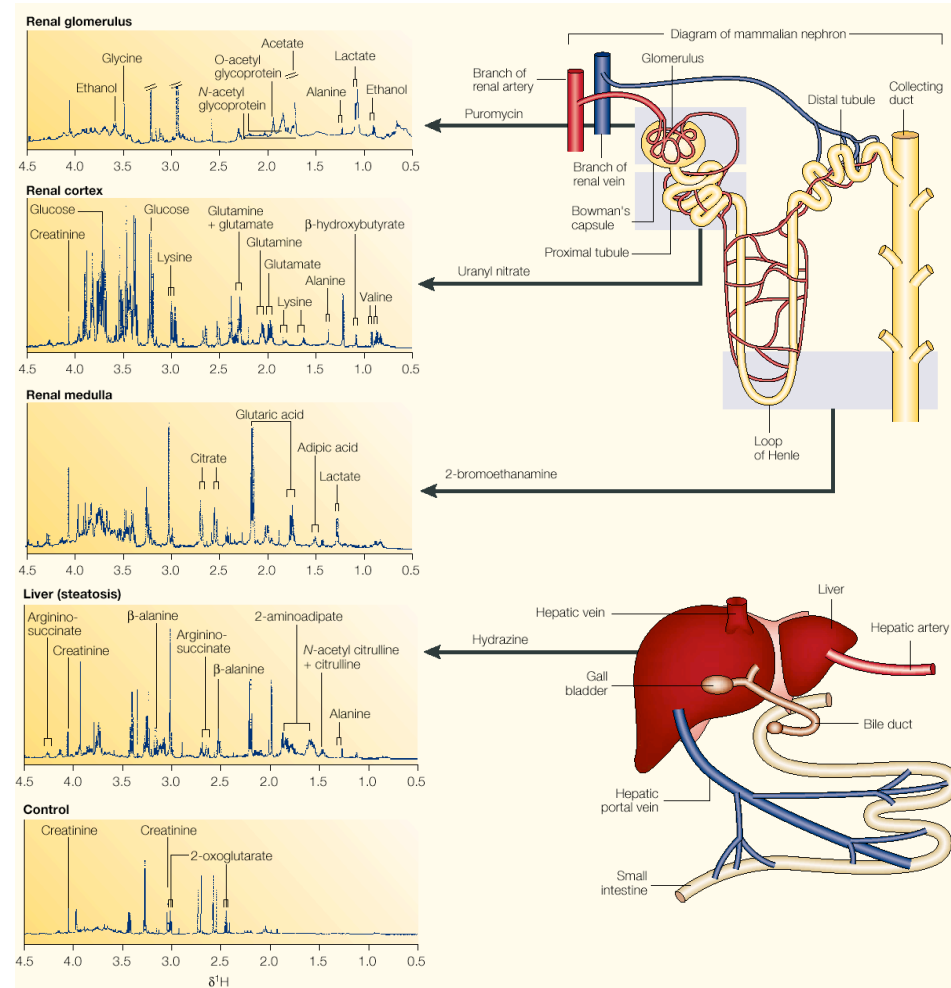 Renal glomerulus
Glycine
Ethanol
O-acetyl
glycoprotein
N-acetyl
glycoprotein
Acetate
Alanine
Lactate
Ethanol
4.5 4.0 3.5 3.0 2.5 2.0 1.5 1.0 0.5
Renal cortex
Glucose
Creatinine
Glucose
Lysine
Glutamine
+ glutamate
Glutamine
Glutamate
Lysine
β-hydroxybutyrate
Alanine
Valine
4.5 4.0 3.5 3.0 2.5 2.0 1.5 1.0 0.5
Renal medulla
Citrate
Glutaric acid
Adipic acid
Lactate
4.5 4.0 3.5 3.0 2.5 2.0 1.5 1.0 0.5
Liver (steatosis)
Arginino-
succinate
Creatinine
β-alanine
Arginino-
succinate
β-alanine
2-aminoadipate
N-acetyl citrulline
+ citrulline
Alanine
4.5 4.0 3.5 3.0 2.5 2.0 1.5 1.0 0.5
Control
Creatinine
Creatinine
2-oxoglutarate
4.5 4.0 3.5 3.0 2.5 2.0 1.5 1.0 0.5
δ¹H
Puromycin
Uranyl nitrate
2-bromoethanamine
Hydrazine
Diagram of mammalian nephron
Branch of
renal artery
Glomerulus
Distal tubule
Collecting
duct
Branch of
renal vein
Bowman's
capsule
Proximal tubule
Loop
of Henle
Liver
Hepatic vein
Hepatic artery
Gall
bladder
Bile duct
Hepatic
portal vein
Small
intestine